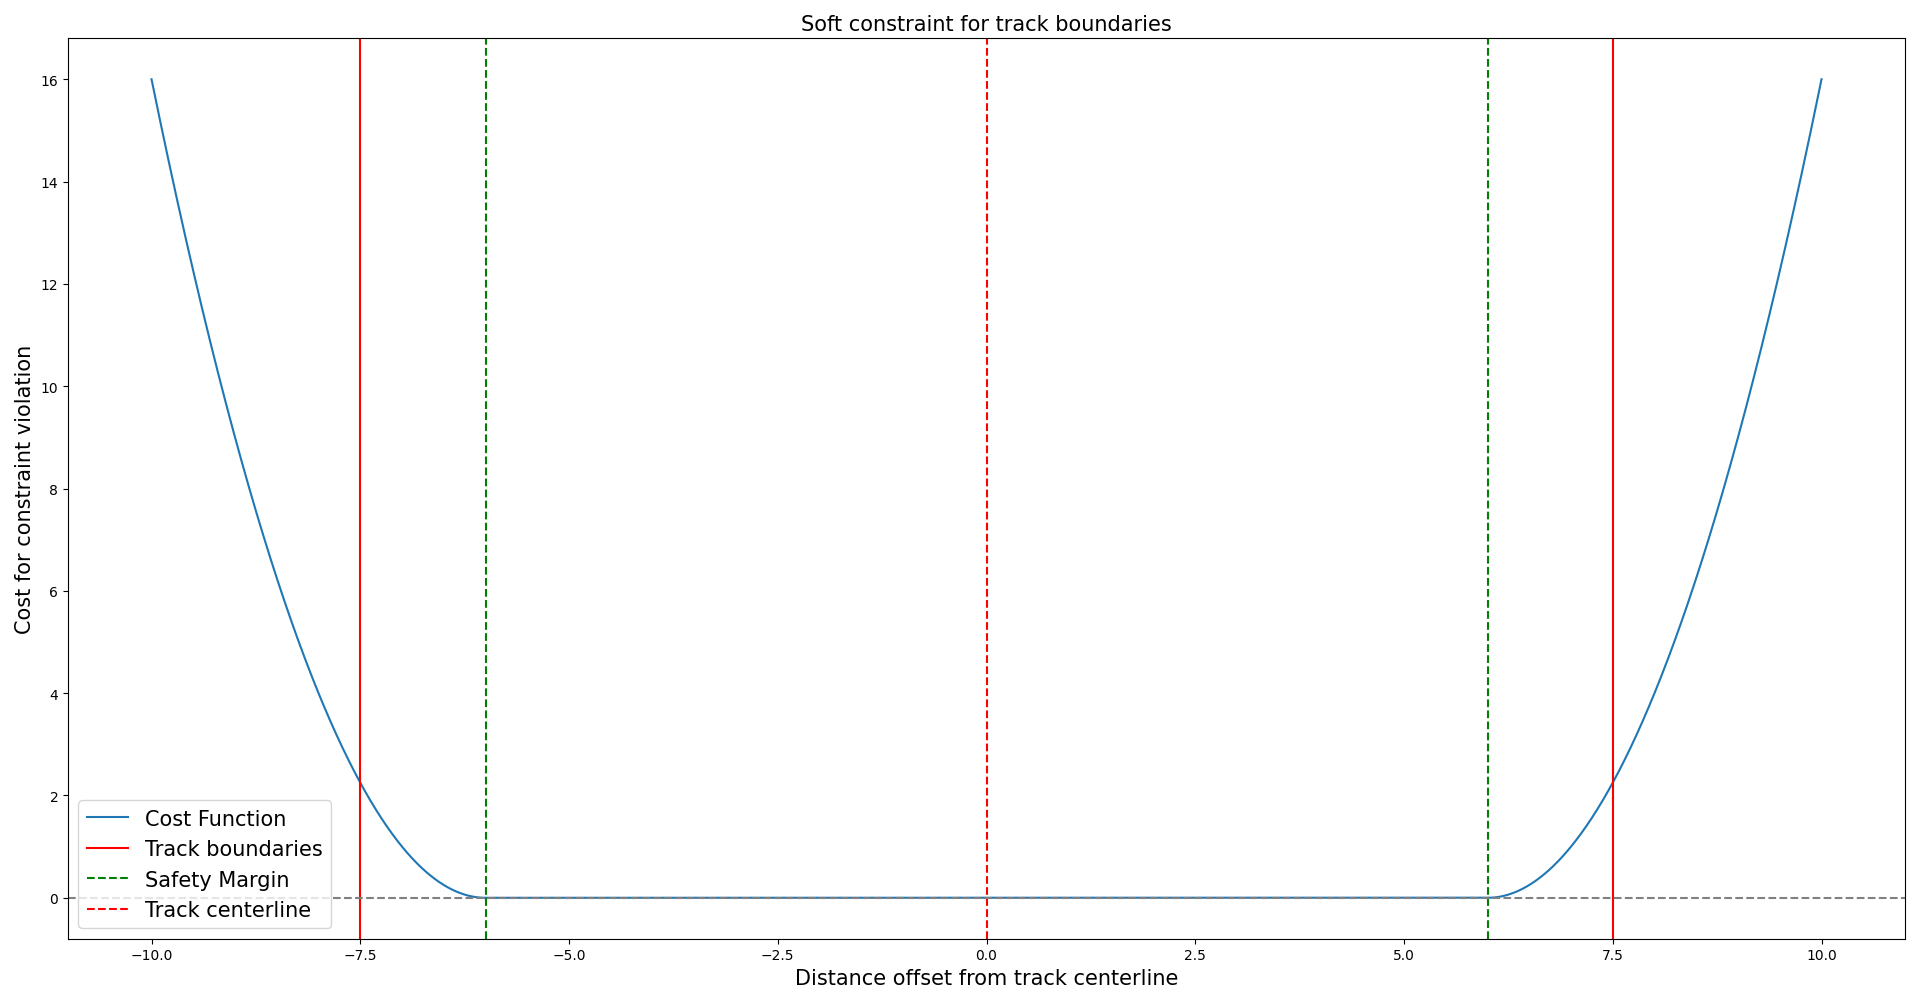 Soft constraint for track boundaries
Cost for constraint violation
16
14
12
10
8
6
4
2
0
Cost Function
Track boundaries
Safety Margin
Track centerline
−10.0 −7.5 −5.0 −2.5 0.0 2.5 5.0 7.5 10.0
Distance offset from track centerline